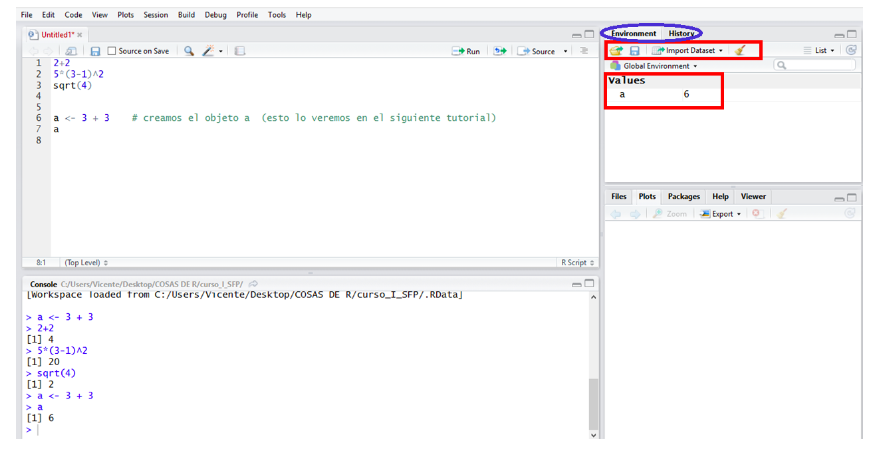 File Edit Code View Plots Session Build Debug Profile Tools Help
Untitled1* ×
Source on Save Run Source
1 2+2
2 5*(3-1)^2
3 sqrt(4)
4
5
6 a <- 3 + 3 # creamos el objeto a (esto lo veremos en el siguiente tutorial)
7 a
8
8:1 (Top Level) R Script
Console C:/Users/Vicente/Desktop/COSAS DE R/curso_I_SFP/
[Workspace loaded from C:/Users/Vicente/Desktop/COSAS DE R/curso_I_SFP/.RData]
> a <- 3 + 3
> 2+2
[1] 4
> 5*(3-1)^2
[1] 20
> sqrt(4)
[1] 2
> a <- 3 + 3
> a
[1] 6
>
Environment History
Import Dataset List
Global Environment
Values
a 6
Files Plots Packages Help Viewer
Zoom Export